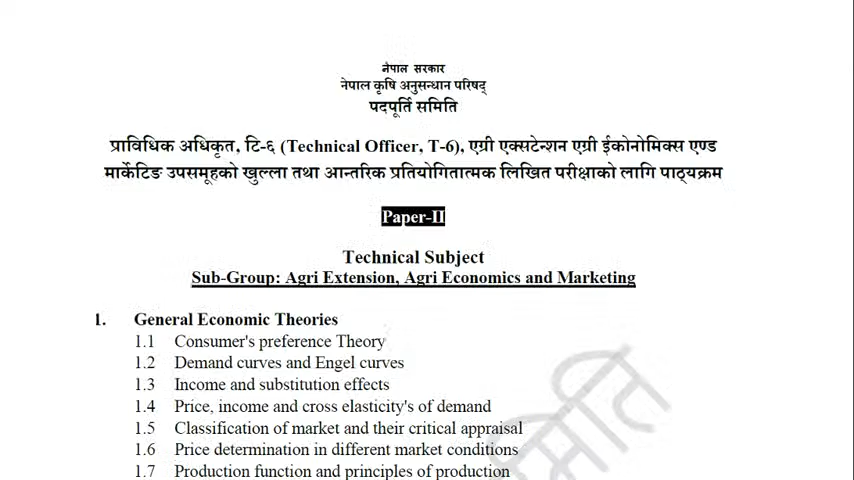 नेपाल सरकार
नेपाल कृषि अनुसन्धान परिषद्
पदपूर्ति समिति
प्राविधिक अधिकृत, टि-६ (Technical Officer, T-6), एग्री एक्सटेन्शन एग्री ईकोनोमिक्स एण्ड
मार्केटिङ उपसमूहको खुल्ला तथा आन्तरिक प्रतियोगितात्मक लिखित परीक्षाको लागि पाठ्यक्रम
Paper-II
Technical Subject
Sub-Group: Agri Extension, Agri Economics and Marketing
1. General Economic Theories
1.1 Consumer's preference Theory
1.2 Demand curves and Engel curves
1.3 Income and substitution effects
1.4 Price, income and cross elasticity's of demand
1.5 Classification of market and their critical appraisal
1.6 Price determination in different market conditions
1.7 Production function and principles of production